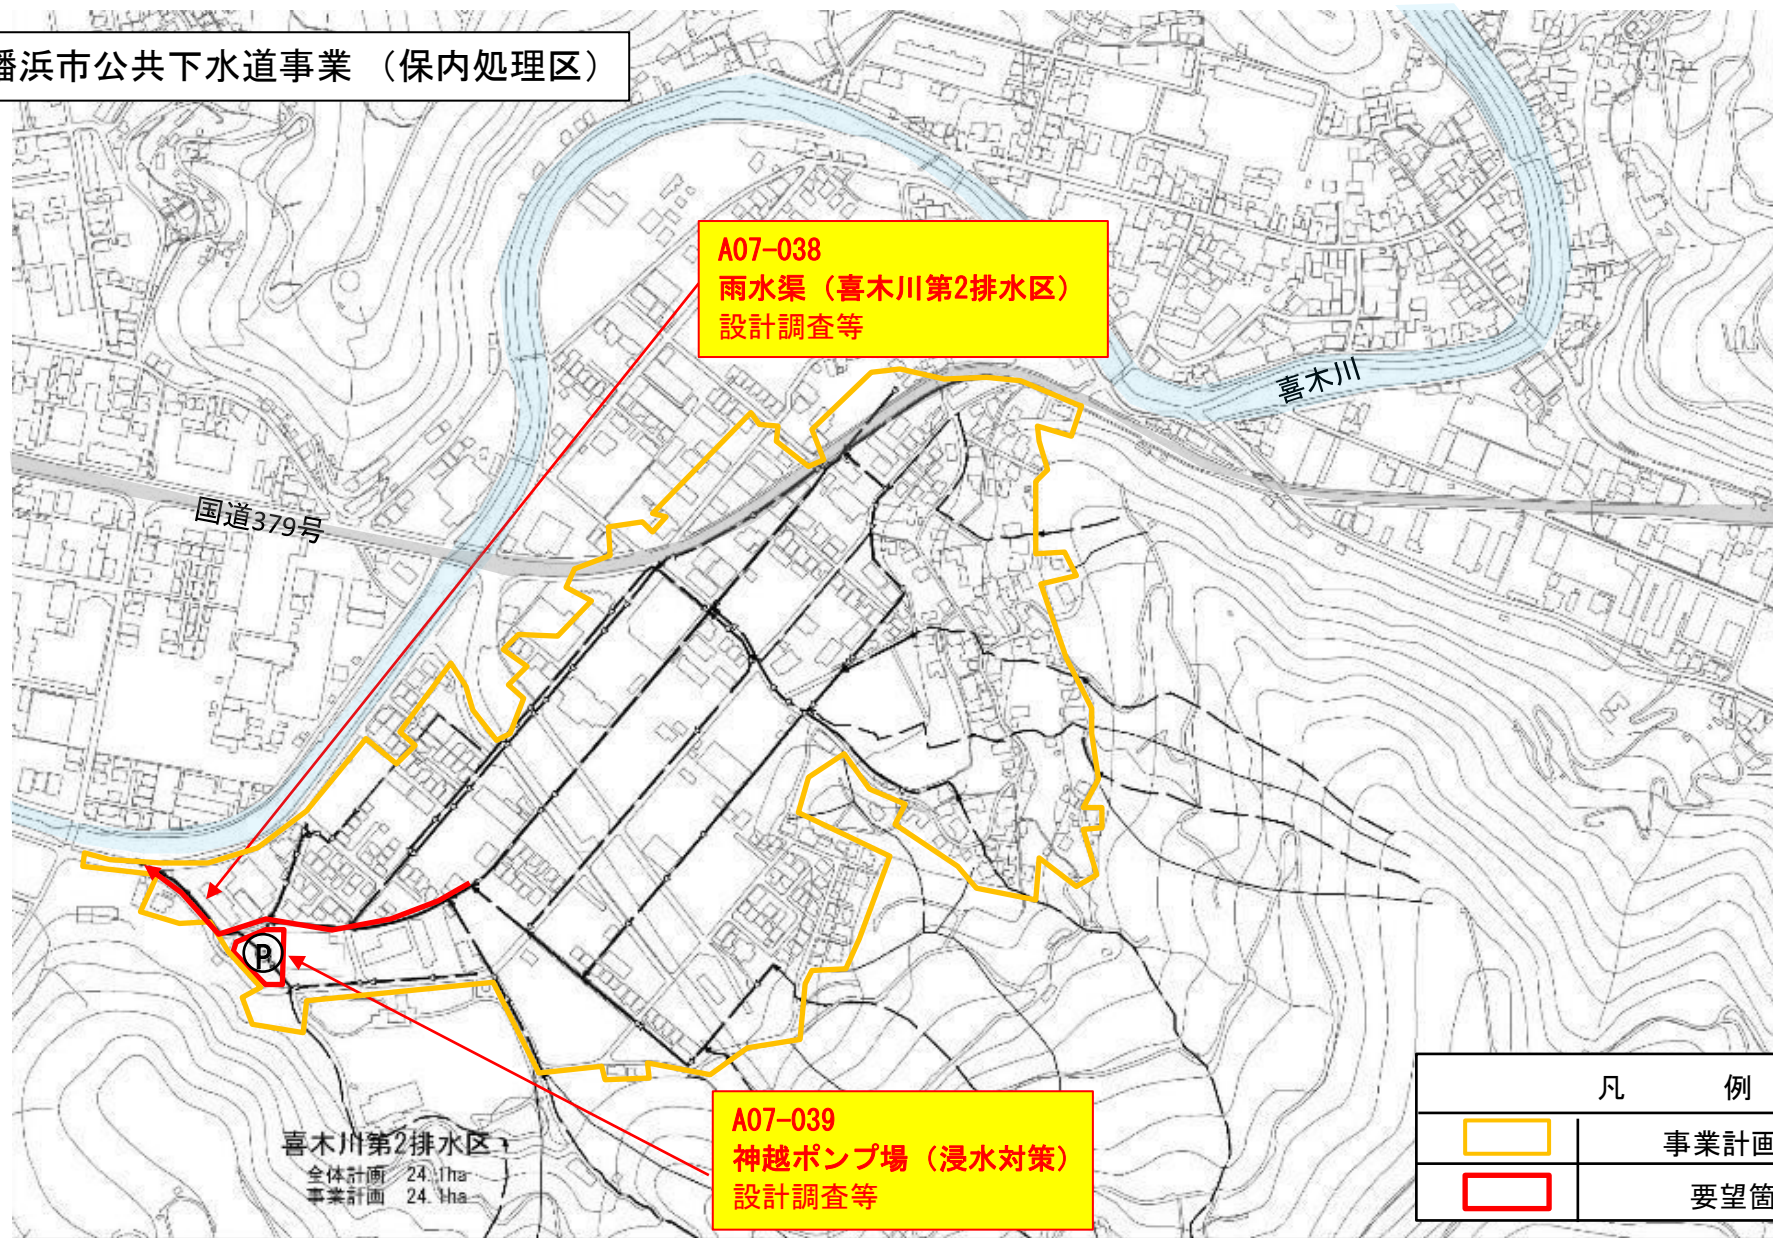 幡浜市公共下水道事業 （保内処理区）
A07-038
雨水渠（喜木川第2排水区）
設計調査等
喜木川
国道379号
P
A07-039
神越ポンプ場（浸水対策）
設計調査等
喜木川第2排水区
全体計画 24.1ha
事業計画 24.1ha
凡 例
事業計画
要望箇